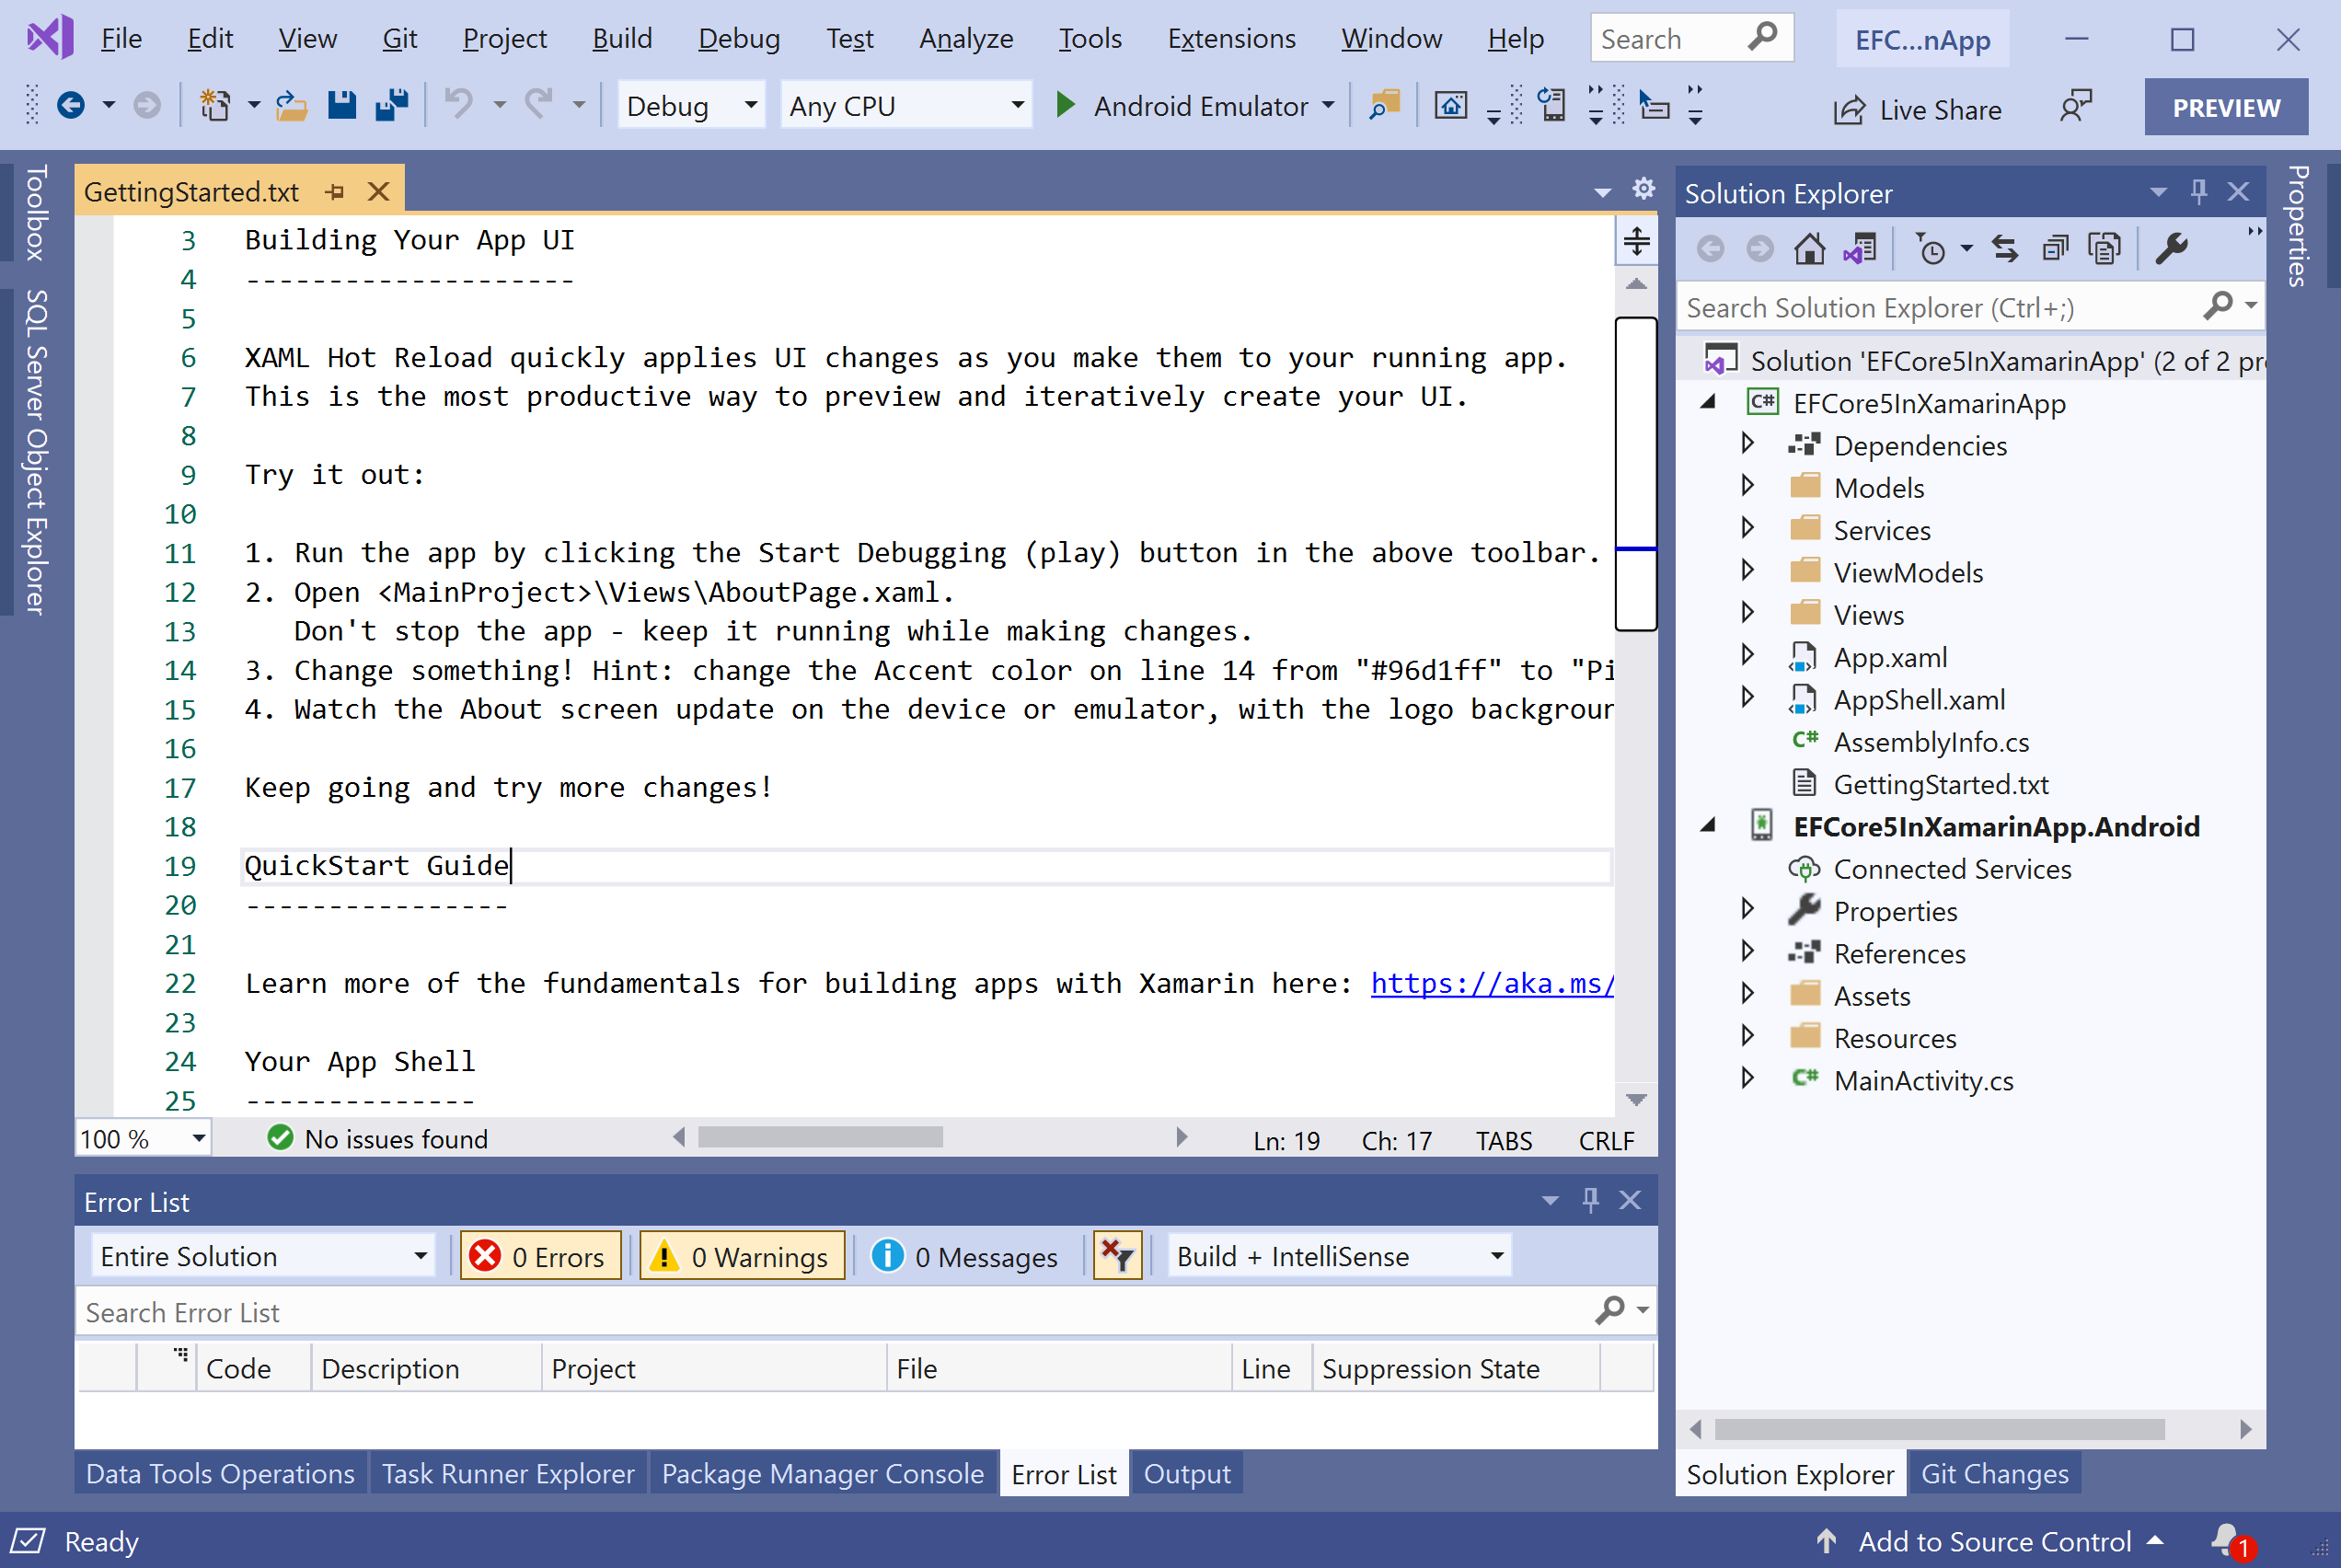 File Edit View Git Project Build Debug Test Analyze Tools Extensions Window Help Search EFC...nApp
Debug Any CPU Android Emulator Live Share PREVIEW
Toolbox
SQL Server Object Explorer
GettingStarted.txt
3 Building Your App UI
4 --------------------
5
6 XAML Hot Reload quickly applies UI changes as you make them to your running app.
7 This is the most productive way to preview and iteratively create your UI.
8
9 Try it out:
10
11 1. Run the app by clicking the Start Debugging (play) button in the above toolbar.
12 2. Open <MainProject>\Views\AboutPage.xaml.
13 Don't stop the app - keep it running while making changes.
14 3. Change something! Hint: change the Accent color on line 14 from "#96d1ff" to "Pi
15 4. Watch the About screen update on the device or emulator, with the logo backgroun
16
17 Keep going and try more changes!
18
19 QuickStart Guide
20 ----------------
21
22 Learn more of the fundamentals for building apps with Xamarin here: https://aka.ms/
23
24 Your App Shell
25 --------------
100 % No issues found Ln: 19 Ch: 17 TABS CRLF
Error List
Entire Solution 0 Errors 0 Warnings 0 Messages Build + IntelliSense
Search Error List
Code Description Project File Line Suppression State
Data Tools Operations Task Runner Explorer Package Manager Console Error List Output
Solution Explorer
Search Solution Explorer (Ctrl+;)
Solution 'EFCore5InXamarinApp' (2 of 2 pr
C# EFCore5InXamarinApp
Dependencies
Models
Services
ViewModels
Views
App.xaml
AppShell.xaml
C# AssemblyInfo.cs
GettingStarted.txt
EFCore5InXamarinApp.Android
Connected Services
Properties
References
Assets
Resources
C# MainActivity.cs
Solution Explorer Git Changes
Properties
Ready Add to Source Control 1